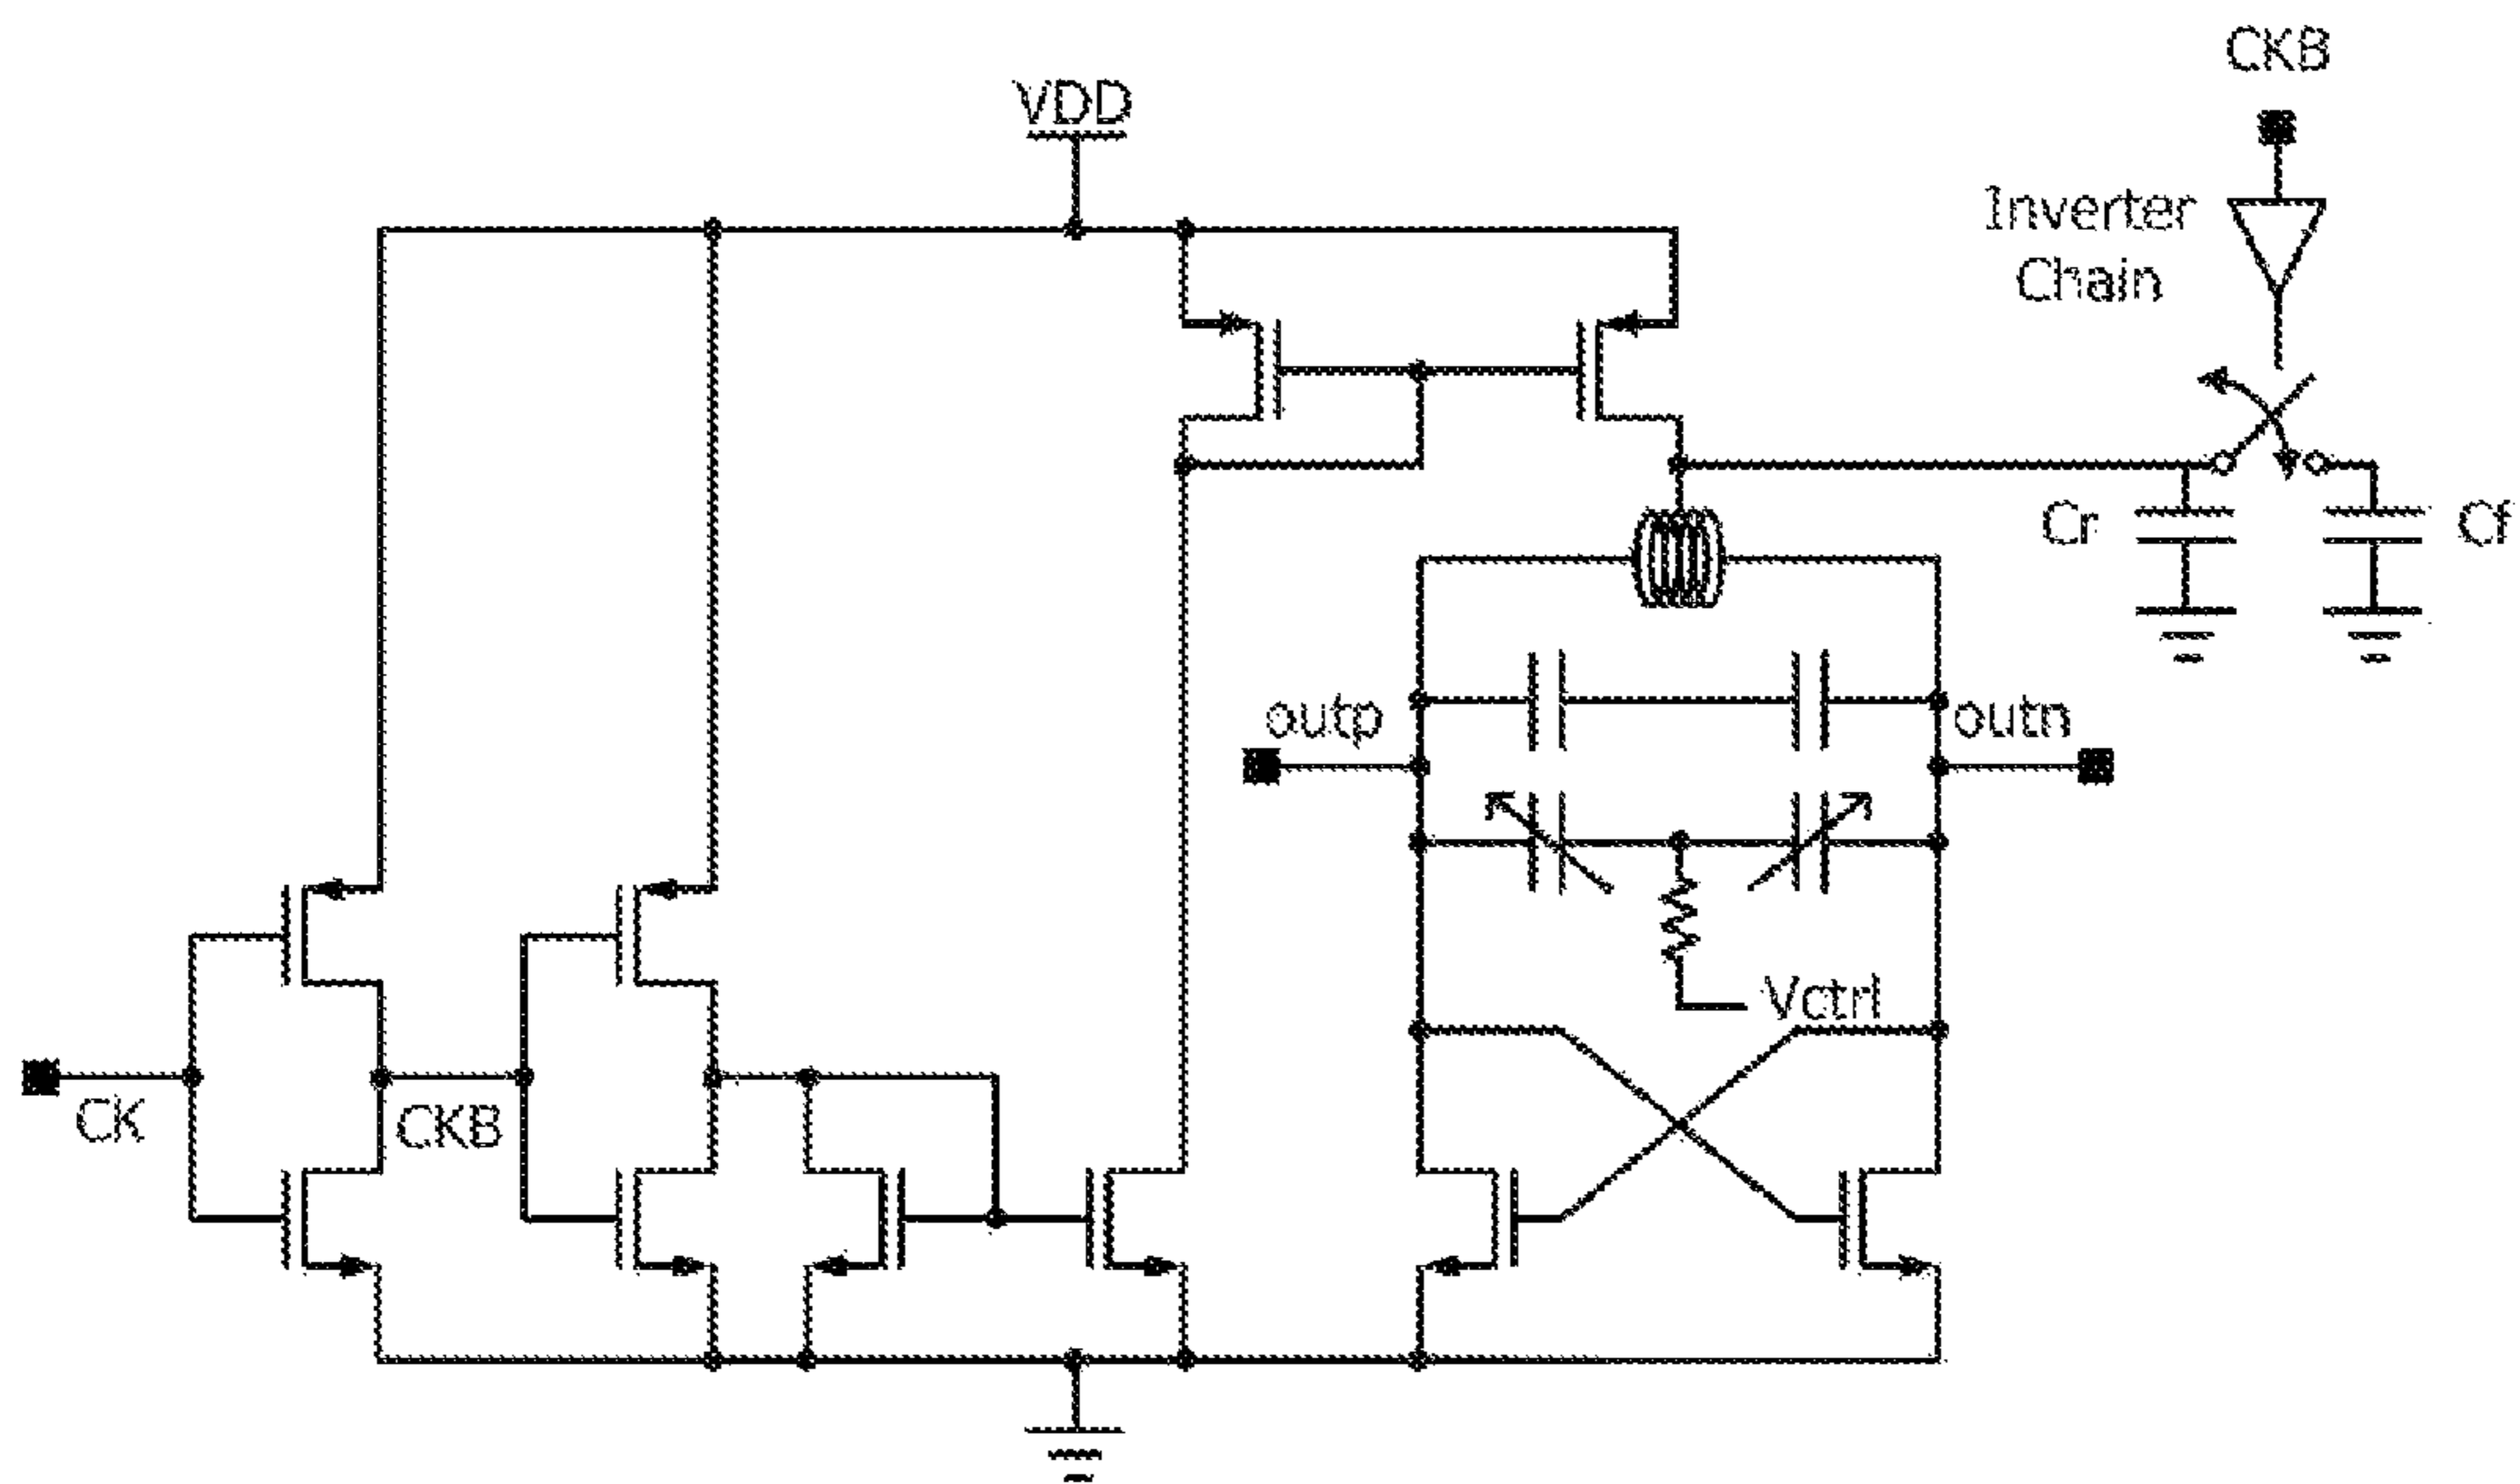 CKB
VDD
Inverter
Chain
Cr
Cf
outp
outn
Vctrl
CK
CKB